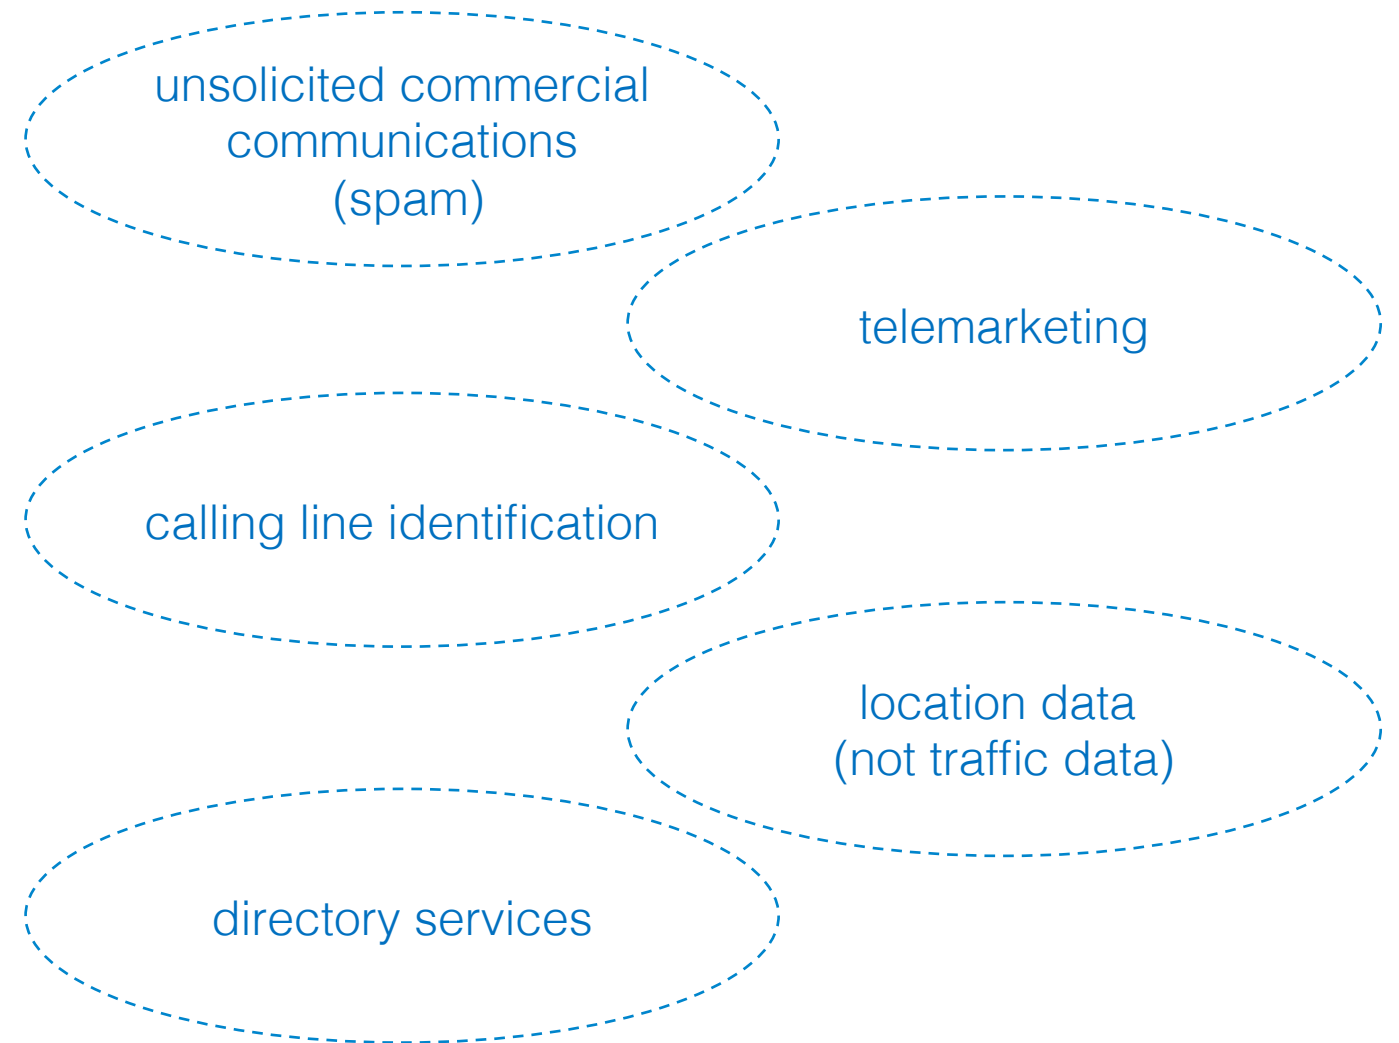 unsolicited commercial
communications
(spam)
telemarketing
calling line identification
location data
(not traffic data)
directory services